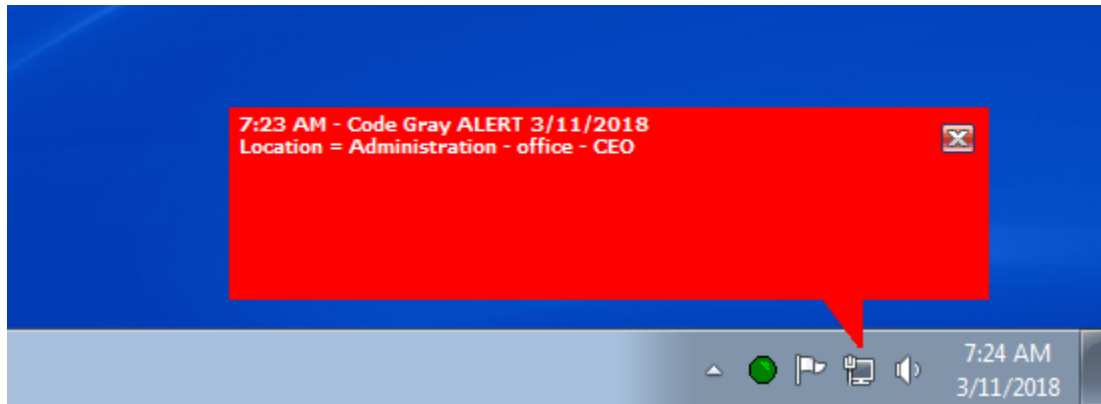 7:23 AM - Code Gray ALERT 3/11/2018
Location = Administration - office - CEO
7:24 AM
3/11/2018